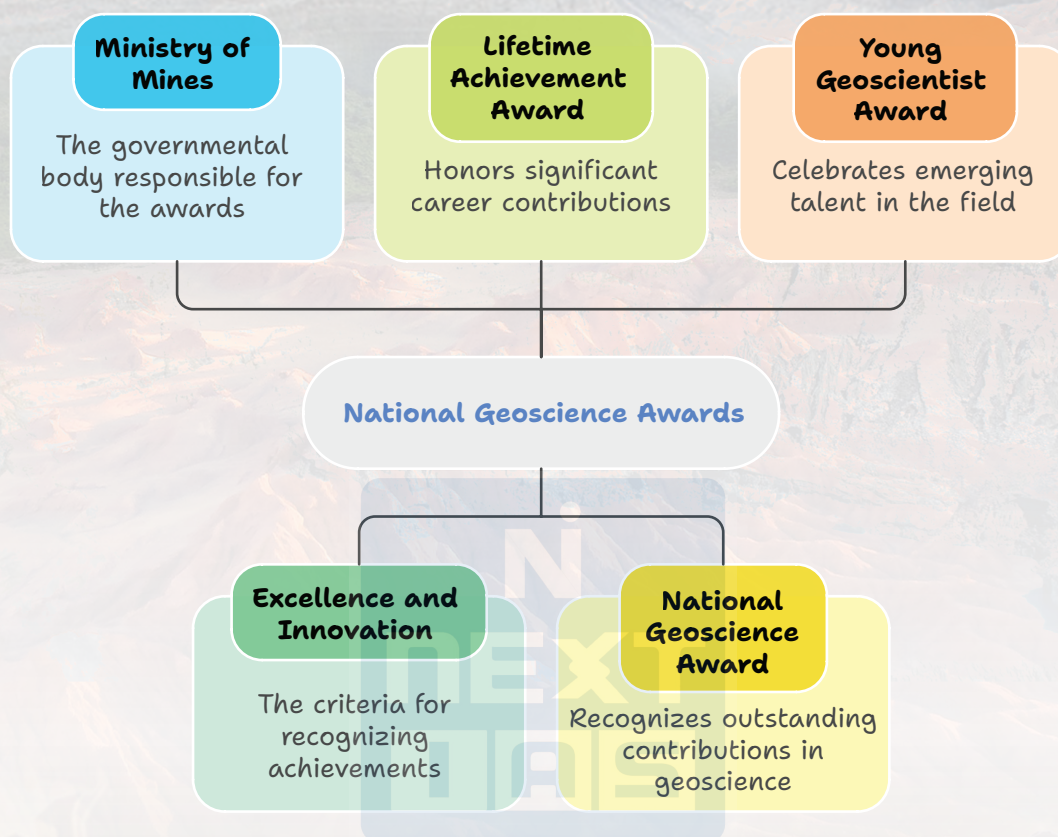 Ministry of
Mines
The governmental
body responsible for
the awards
Lifetime
Achievement
Award
Honors significant
career contributions
Young
Geoscientist
Award
Celebrates emerging
talent in the field
National Geoscience Awards
Excellence and
Innovation
The criteria for
recognizing
achievements
National
Geoscience
Award
Recognizes outstanding
contributions in
geoscience
N
NEXT
IAS